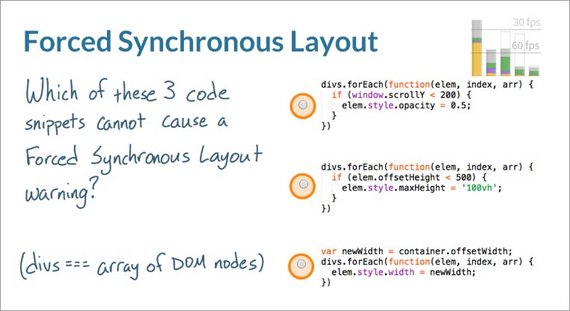 Forced Synchronous Layout
30 fps
60 fps
Which of these 3 code
snippets cannot cause a
Forced Synchronous Layout
warning?
(divs === array of DOM nodes)
divs.forEach(function(elem, index, arr) {
  if (window.scrollY < 200) {
    elem.style.opacity = 0.5;
  }
})
divs.forEach(function(elem, index, arr) {
  if (elem.offsetHeight < 500) {
    elem.style.maxHeight = '100vh';
  }
})
var newWidth = container.offsetWidth;
divs.forEach(function(elem, index, arr) {
  elem.style.width = newWidth;
})